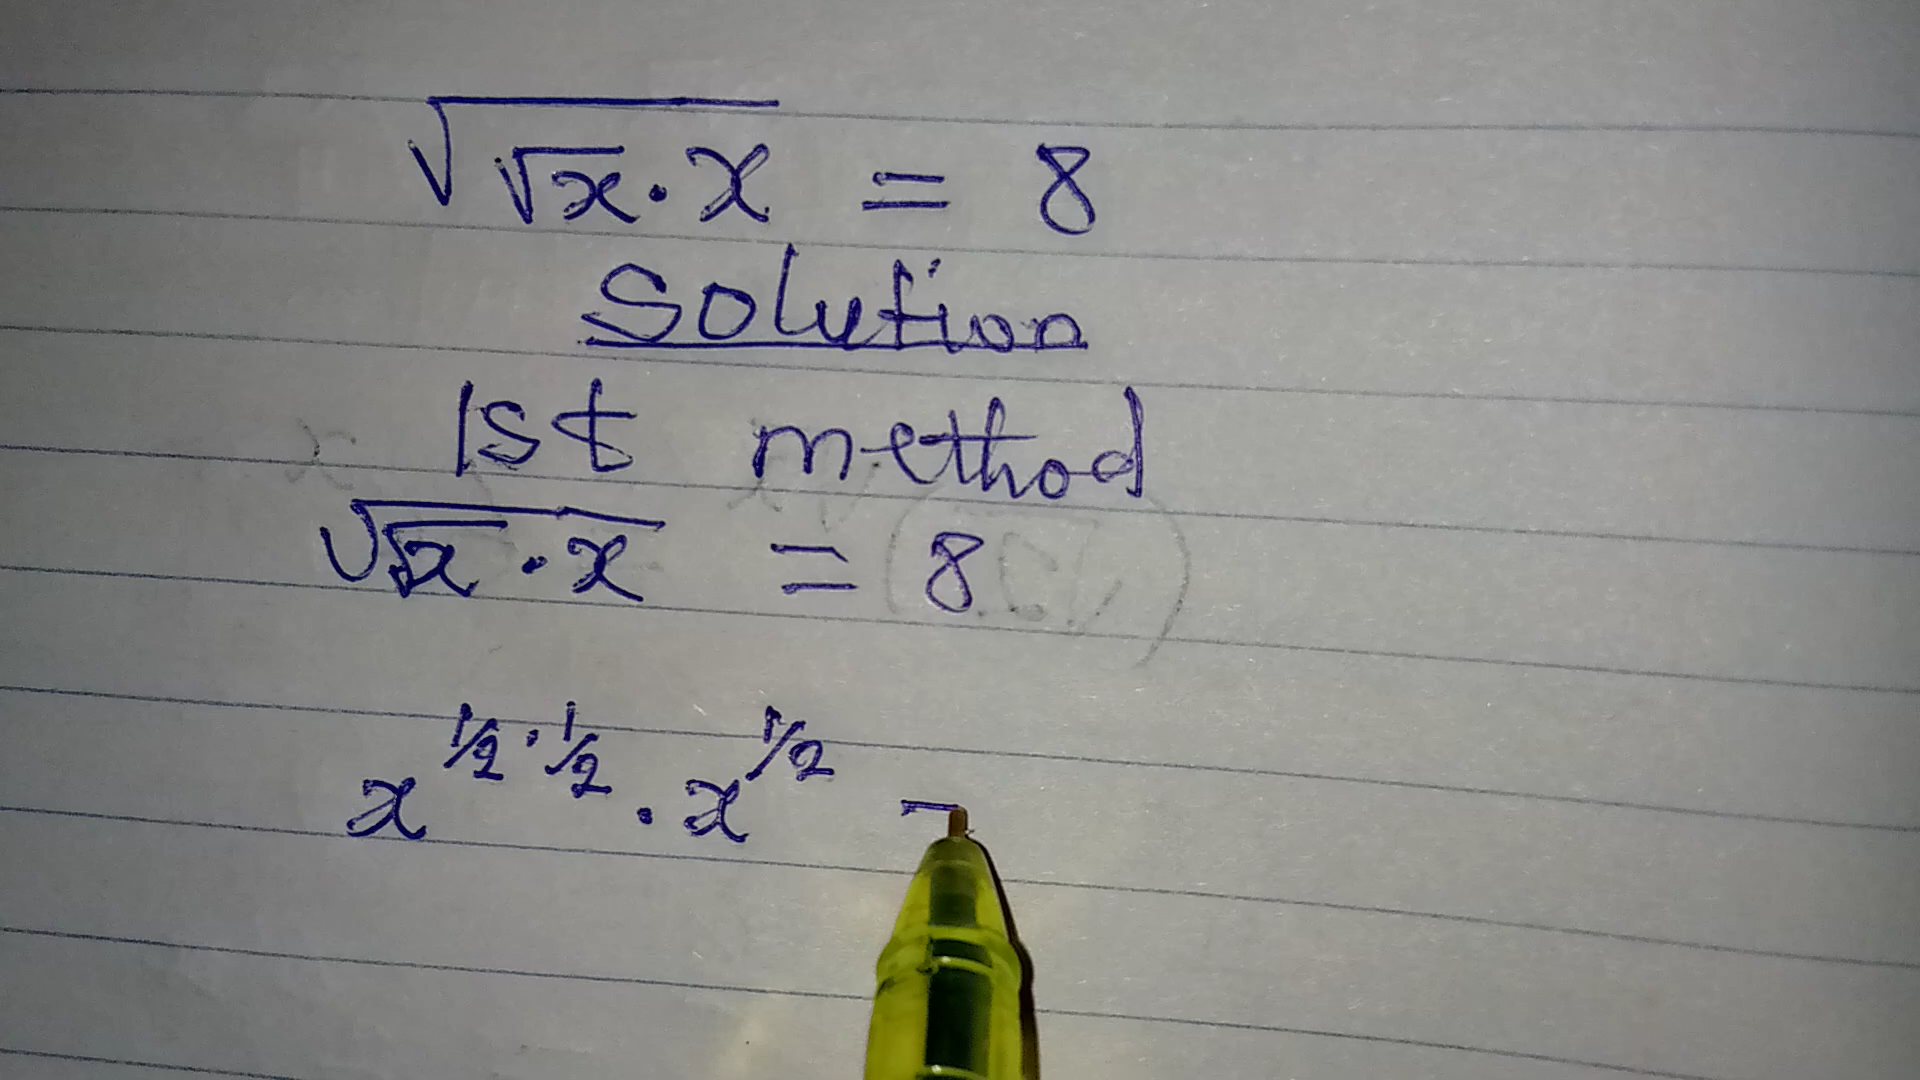 √(√x · x) = 8
Solution
1st method
√(√x · x) = 8
x^(1/2 · 1/2) · x^(1/2) =